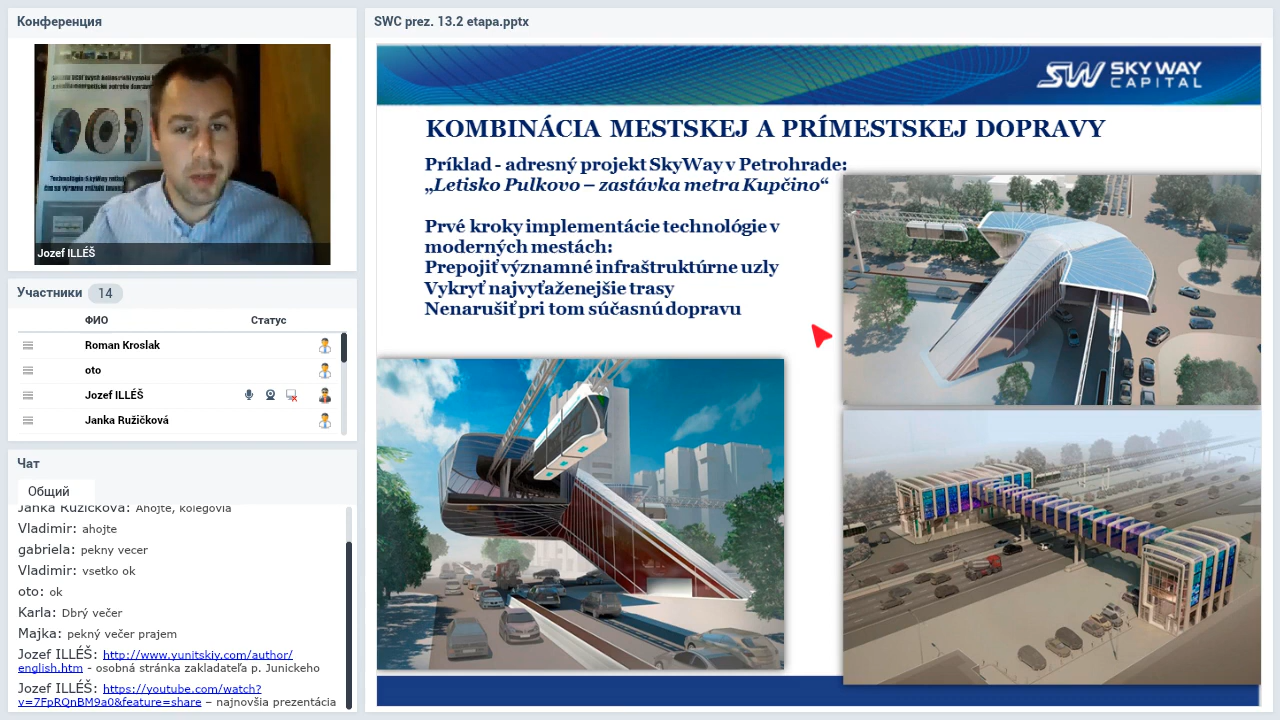 Конференция
Jozef ILLÉŠ
Участники 14
ФИО Статус
Roman Kroslak
oto
Jozef ILLÉŠ
Janka Ružičková
Чат
Общий
Janka Ružičková: Ahojte, kolegovia
Vladimir: ahojte
gabriela: pekny vecer
Vladimir: vsetko ok
oto: ok
Karla: Dbrý večer
Majka: pekný večer prajem
Jozef ILLÉŠ: http://www.yunitskiy.com/author/
english.htm - osobná stránka zakladateľa p. Junickeho
Jozef ILLÉŠ: https://youtube.com/watch?
v=7FpRQnBM9a0&feature=share – najnovšia prezentácia
SWC prez. 13.2 etapa.pptx
SW SKY WAY
CAPITAL
KOMBINÁCIA MESTSKEJ A PRÍMESTSKEJ DOPRAVY
Príklad - adresný projekt SkyWay v Petrohrade:
„Letisko Pulkovo – zastávka metra Kupčino“
Prvé kroky implementácie technológie v
moderných mestách:
Prepojiť významné infraštruktúrne uzly
Vykryť najvyťaženejšie trasy
Nenarušiť pri tom súčasnú dopravu